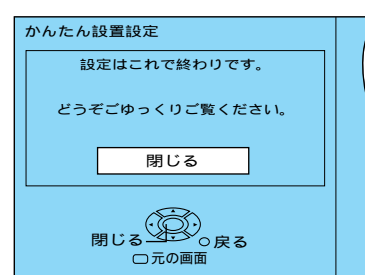 かんたん設置設定
設定はこれで終わりです。
どうぞごゆっくりご覧ください。
閉じる
閉じる
戻る
元の画面